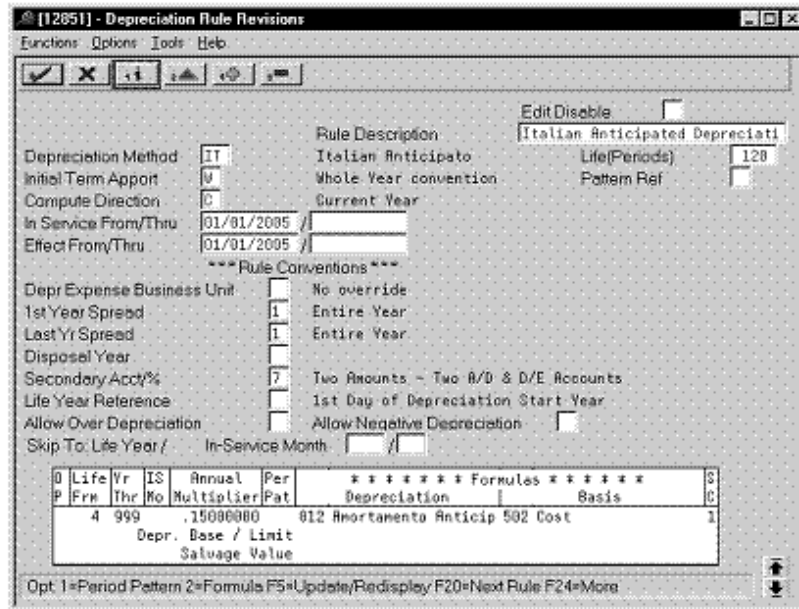 [12851] - Depreciation Rule Revisions
Functions Options Tools Help
Edit Disable
Rule Description Italian Anticipated Depreciati
Depreciation Method IT Italian Anticipato Life(Periods) 120
Initial Term Apport W Whole Year convention Pattern Ref
Compute Direction C Current Year
In Service From/Thru 01/01/2005 /
Effect From/Thru 01/01/2005 /
***Rule Conventions***
Depr Expense Business Unit No override
1st Year Spread 1 Entire Year
Last Yr Spread 1 Entire Year
Disposal Year
Secondary Acct/% 7 Two Amounts - Two A/D & D/E Accounts
Life Year Reference 1st Day of Depreciation Start Year
Allow Over Depreciation Allow Negative Depreciation
Skip To: Life Year / In-Service Month /
O Life Yr IS Annual Per * * * * * * * Formulas * * * * * * S
P Frm Thr Mo Multiplier Pat Depreciation Basis C
4 999 .15000000 012 Amortamento Anticip 502 Cost 1
Depr. Base / Limit
Salvage Value
Opt: 1=Period Pattern 2=Formula F5=Update/Redisplay F20=Next Rule F24=More